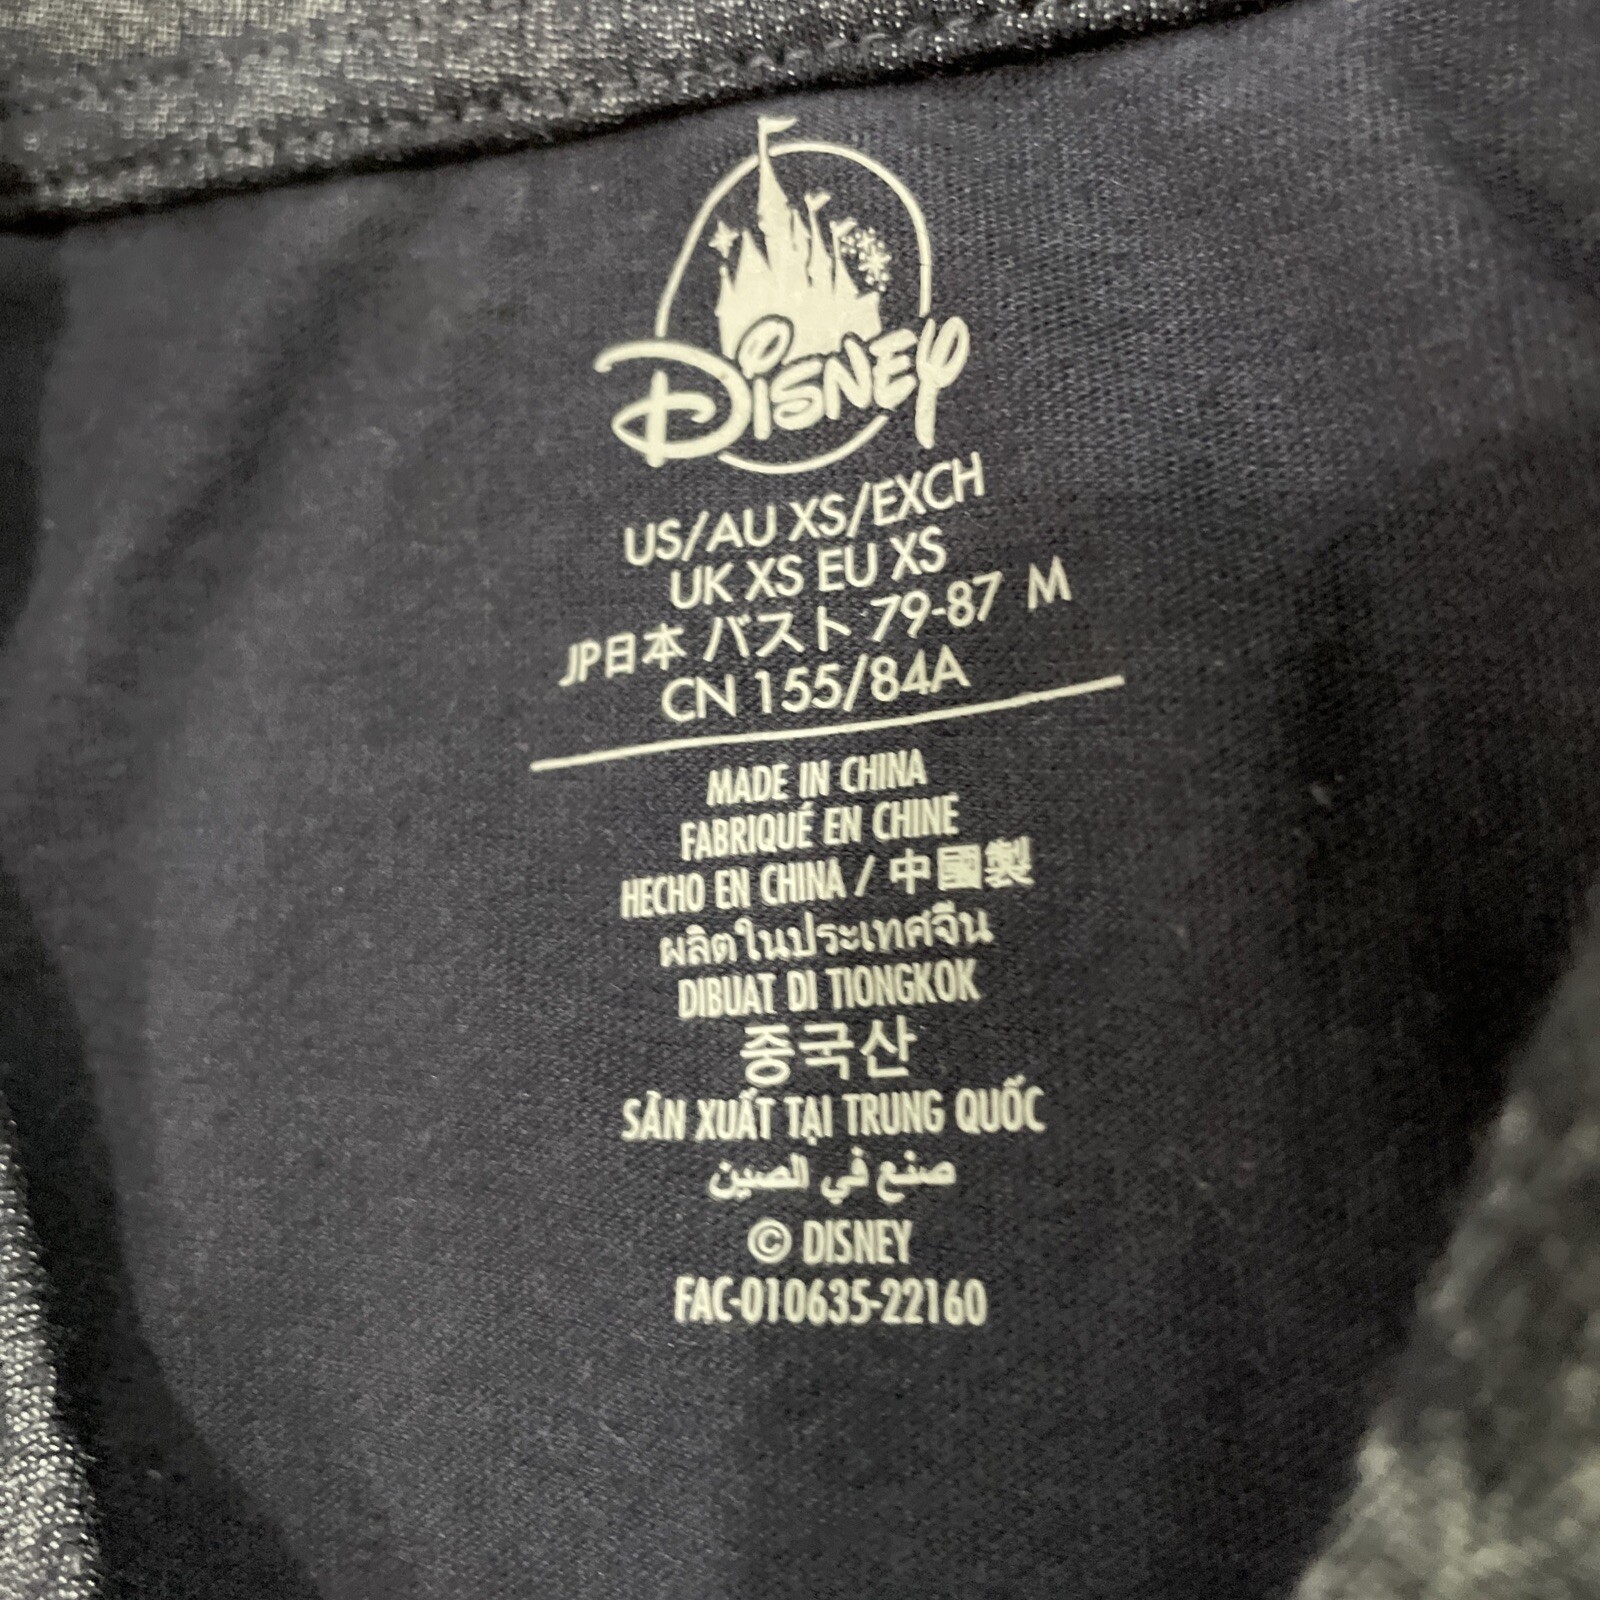 Disney
US/AU XS/EXCH
UK XS EU XS
JP日本 バスト 79-87 M
CN 155/84A
MADE IN CHINA
FABRIQUÉ EN CHINE
HECHO EN CHINA / 中國製
ผลิตในประเทศจีน
DIBUAT DI TIONGKOK
중국산
SẢN XUẤT TẠI TRUNG QUỐC
صنع في الصين
© DISNEY
FAC-010635-22160